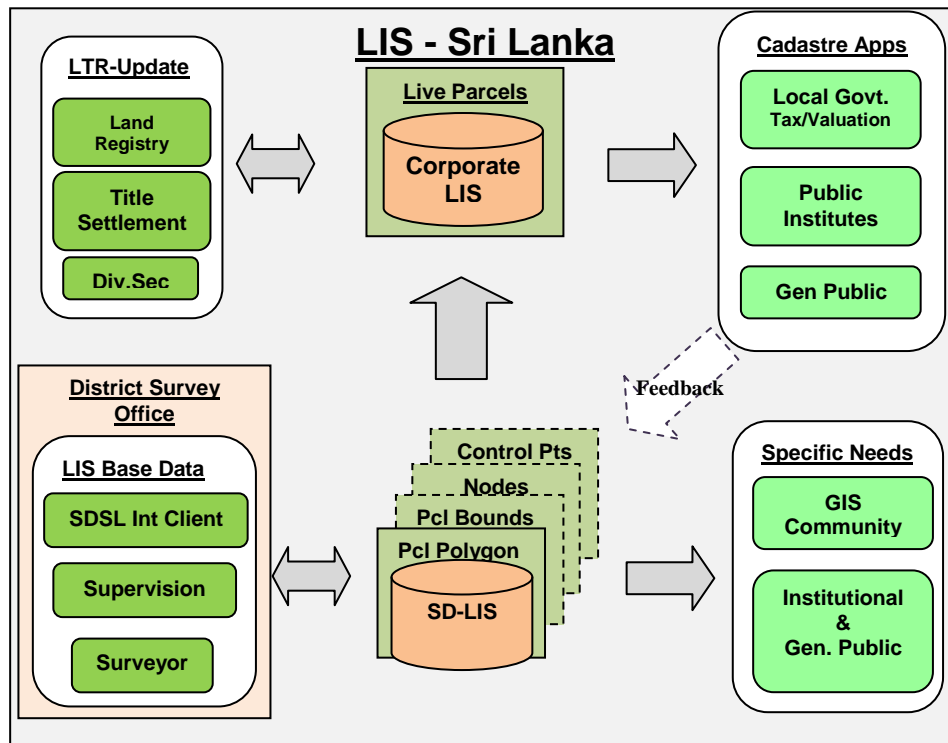 LIS - Sri Lanka
LTR-Update
Land
Registry
Title
Settlement
Div.Sec
Live Parcels
Corporate
LIS
Cadastre Apps
Local Govt.
Tax/Valuation
Public
Institutes
Gen Public
Feedback
District Survey
Office
LIS Base Data
SDSL Int Client
Supervision
Surveyor
Control Pts
Nodes
Pcl Bounds
Pcl Polygon
SD-LIS
Specific Needs
GIS
Community
Institutional
&
Gen. Public